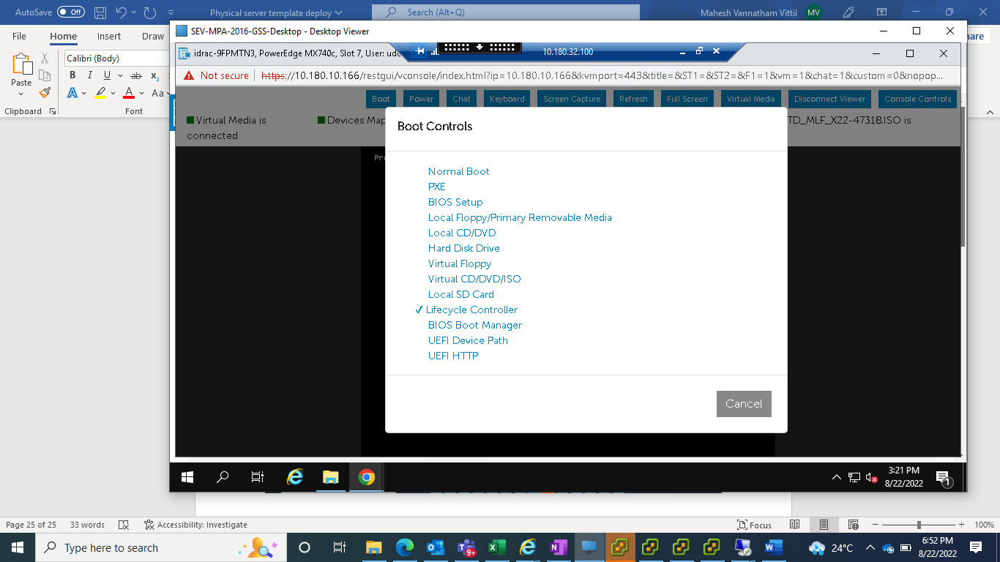 AutoSave Off
Physical server template deploy
Search (Alt+Q)
Mahesh Vannatham Vittil MV
File Home Insert Draw
SEV-MPA-2016-GSS-Desktop - Desktop Viewer
idrac-9FPMTN3, PowerEdge MX740c, Slot 7, User:
10.180.32.100
Calibri (Body)
Paste
B I U ab x2
A A Aa
Clipboard Font
Not secure https://10.180.10.166/restgui/vconsole/index.html?ip=10.180.10.166&kvmport=443&title=&ST1=&ST2=&F1=1&vm=1&chat=1&custom=0&nopop...
Boot Power Chat Keyboard Screen Capture Refresh Full Screen Virtual Media Disconnect Viewer Console Controls
Virtual Media is connected
Devices Map
TD_MLF_X22-47318.ISO is
Boot Controls
Normal Boot
PXE
BIOS Setup
Local Floppy/Primary Removable Media
Local CD/DVD
Hard Disk Drive
Virtual Floppy
Virtual CD/DVD/ISO
Local SD Card
✓ Lifecycle Controller
BIOS Boot Manager
UEFI Device Path
UEFI HTTP
Cancel
3:21 PM
8/22/2022
1
Page 25 of 25 33 words Accessibility: Investigate Focus 100%
Type here to search
9+
24°C
6:52 PM
8/22/2022